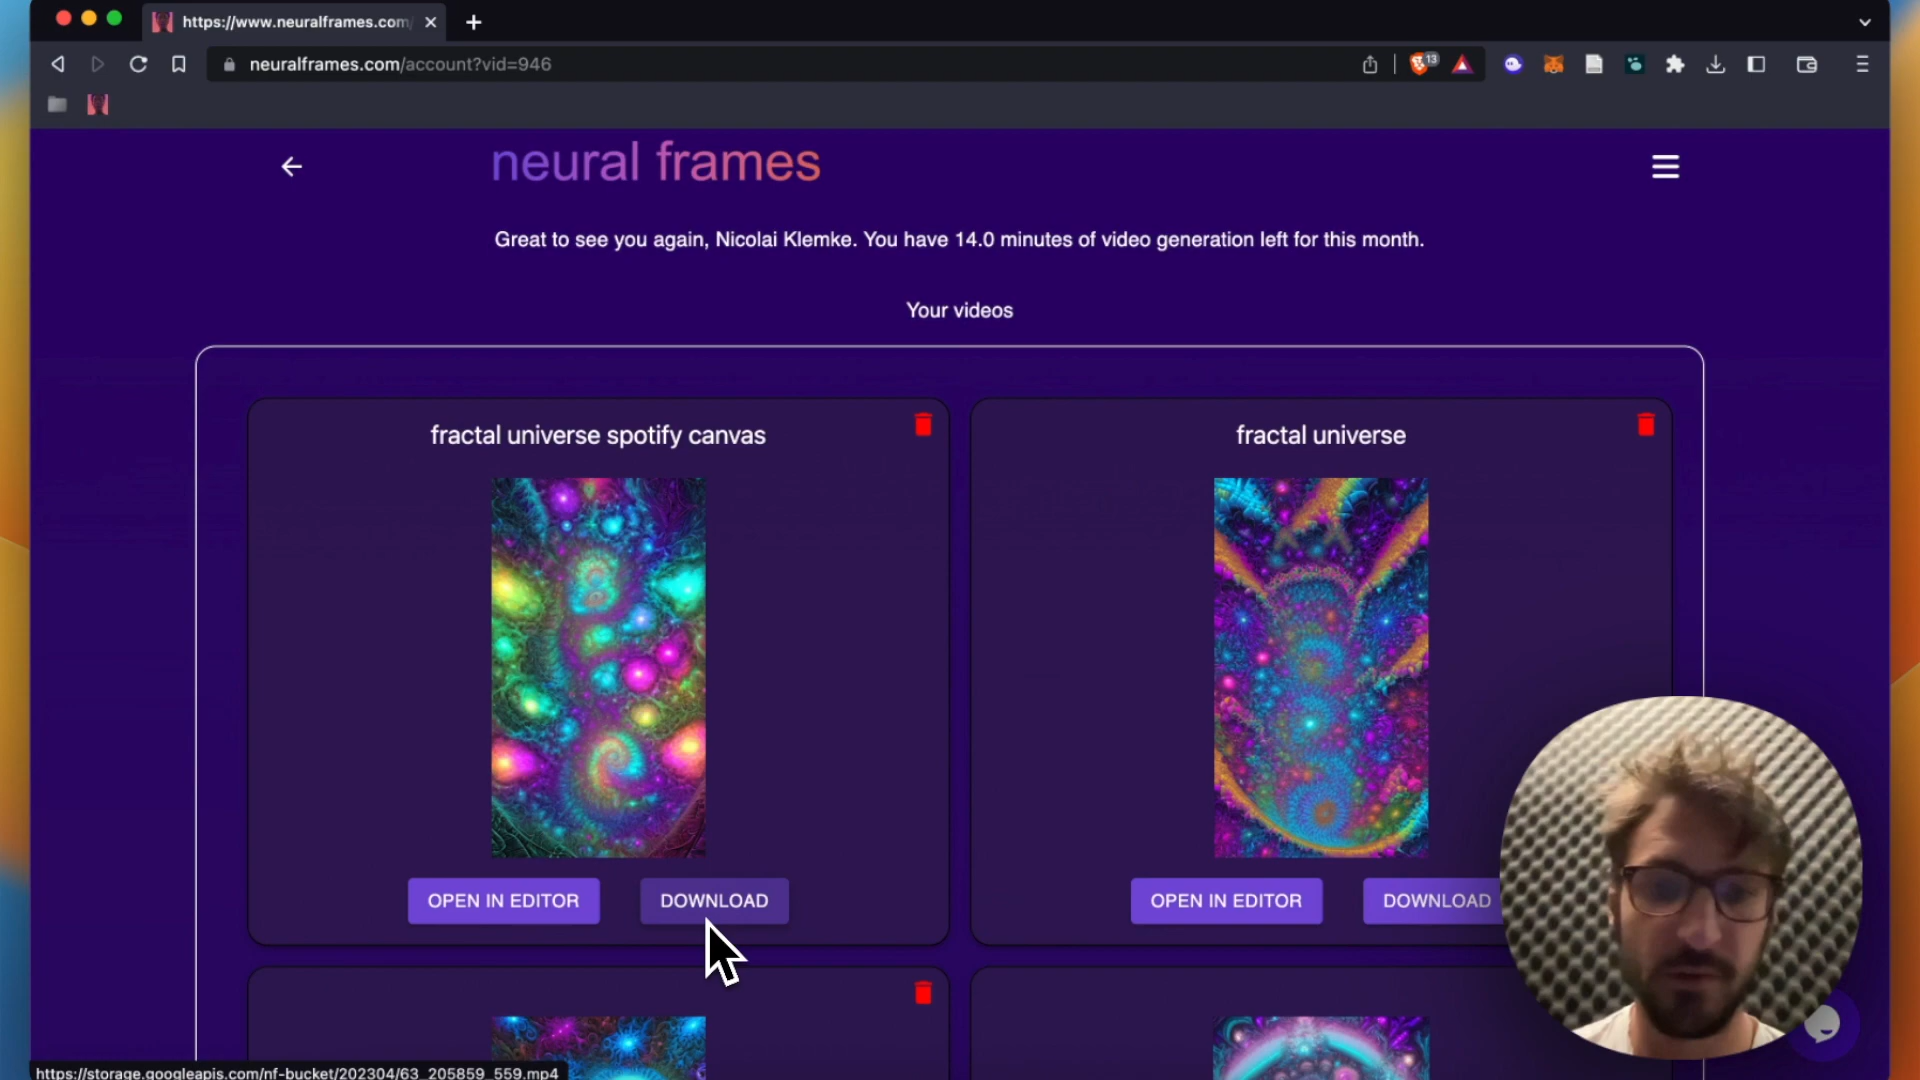 https://www.neuralframes.com/
neuralframes.com/account?vid=946
13
neural frames
Great to see you again, Nicolai Klemke. You have 14.0 minutes of video generation left for this month.
Your videos
fractal universe spotify canvas
fractal universe
OPEN IN EDITOR
DOWNLOAD
OPEN IN EDITOR
DOWNLOAD
https://storage.googleapis.com/nf-bucket/202304/63_205859_559.mp4